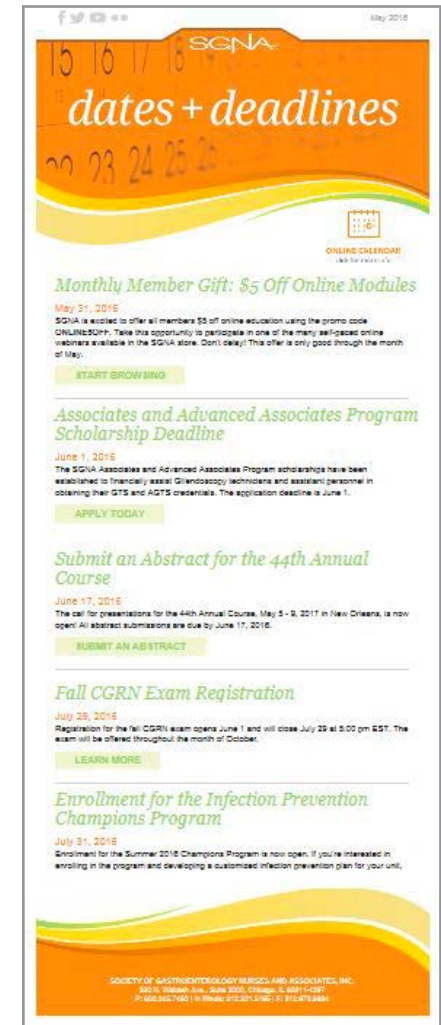 May 2016
SGNA
15 16 17 18
dates + deadlines
22 23 24 25 26
ONLINE CALENDAR
Monthly Member Gift: $5 Off Online Modules
May 31, 2016
SGNA is excited to offer all members $5 off online education using the promo code
ONLINE5OFF. Take this opportunity to participate in one of the many self-paced online
webinars available in the SGNA store. Don't delay! This offer is only good through the month
of May.
START BROWSING
Associates and Advanced Associates Program
Scholarship Deadline
June 1, 2016
The SGNA Associates and Advanced Associates Program scholarships have been
established to financially assist GI/endoscopy technicians and assistant personnel in
obtaining their GTS and AGTS credentials. The application deadline is June 1.
APPLY TODAY
Submit an Abstract for the 44th Annual
Course
June 17, 2016
The call for presentations for the 44th Annual Course, May 5 - 9, 2017 in New Orleans, is now
open! All abstract submissions are due by June 17, 2016.
SUBMIT AN ABSTRACT
Fall CGRN Exam Registration
July 29, 2016
Registration for the fall CGRN exam opens June 1 and will close July 29 at 5:00 pm EST. The
exam will be offered throughout the month of October.
LEARN MORE
Enrollment for the Infection Prevention
Champions Program
July 31, 2016
Enrollment for the Summer 2016 Champions Program is now open. If you're interested in
enrolling in the program and developing a customized infection prevention plan for your unit,
SOCIETY OF GASTROENTEROLOGY NURSES AND ASSOCIATES, INC.
330 N. Wabash Ave., Suite 2000, Chicago, IL 60611-4267